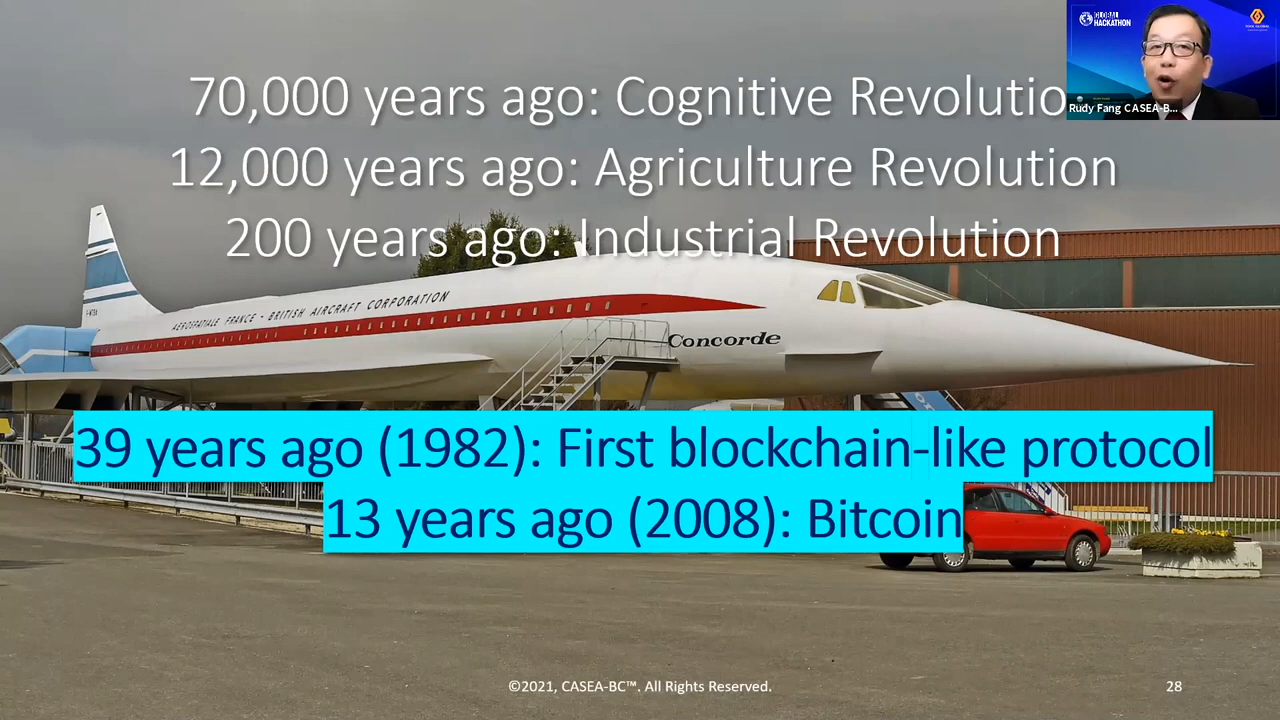 GLOBAL
HACKATHON
Rudy Fang CASEA-B...
70,000 years ago: Cognitive Revolutio
12,000 years ago: Agriculture Revolution
200 years ago: Industrial Revolution
AEROSPATIALE FRANCE - BRITISH AIRCRAFT CORPORATION
Concorde
39 years ago (1982): First blockchain-like protocol
13 years ago (2008): Bitcoin
©2021, CASEA-BC™. All Rights Reserved.
28